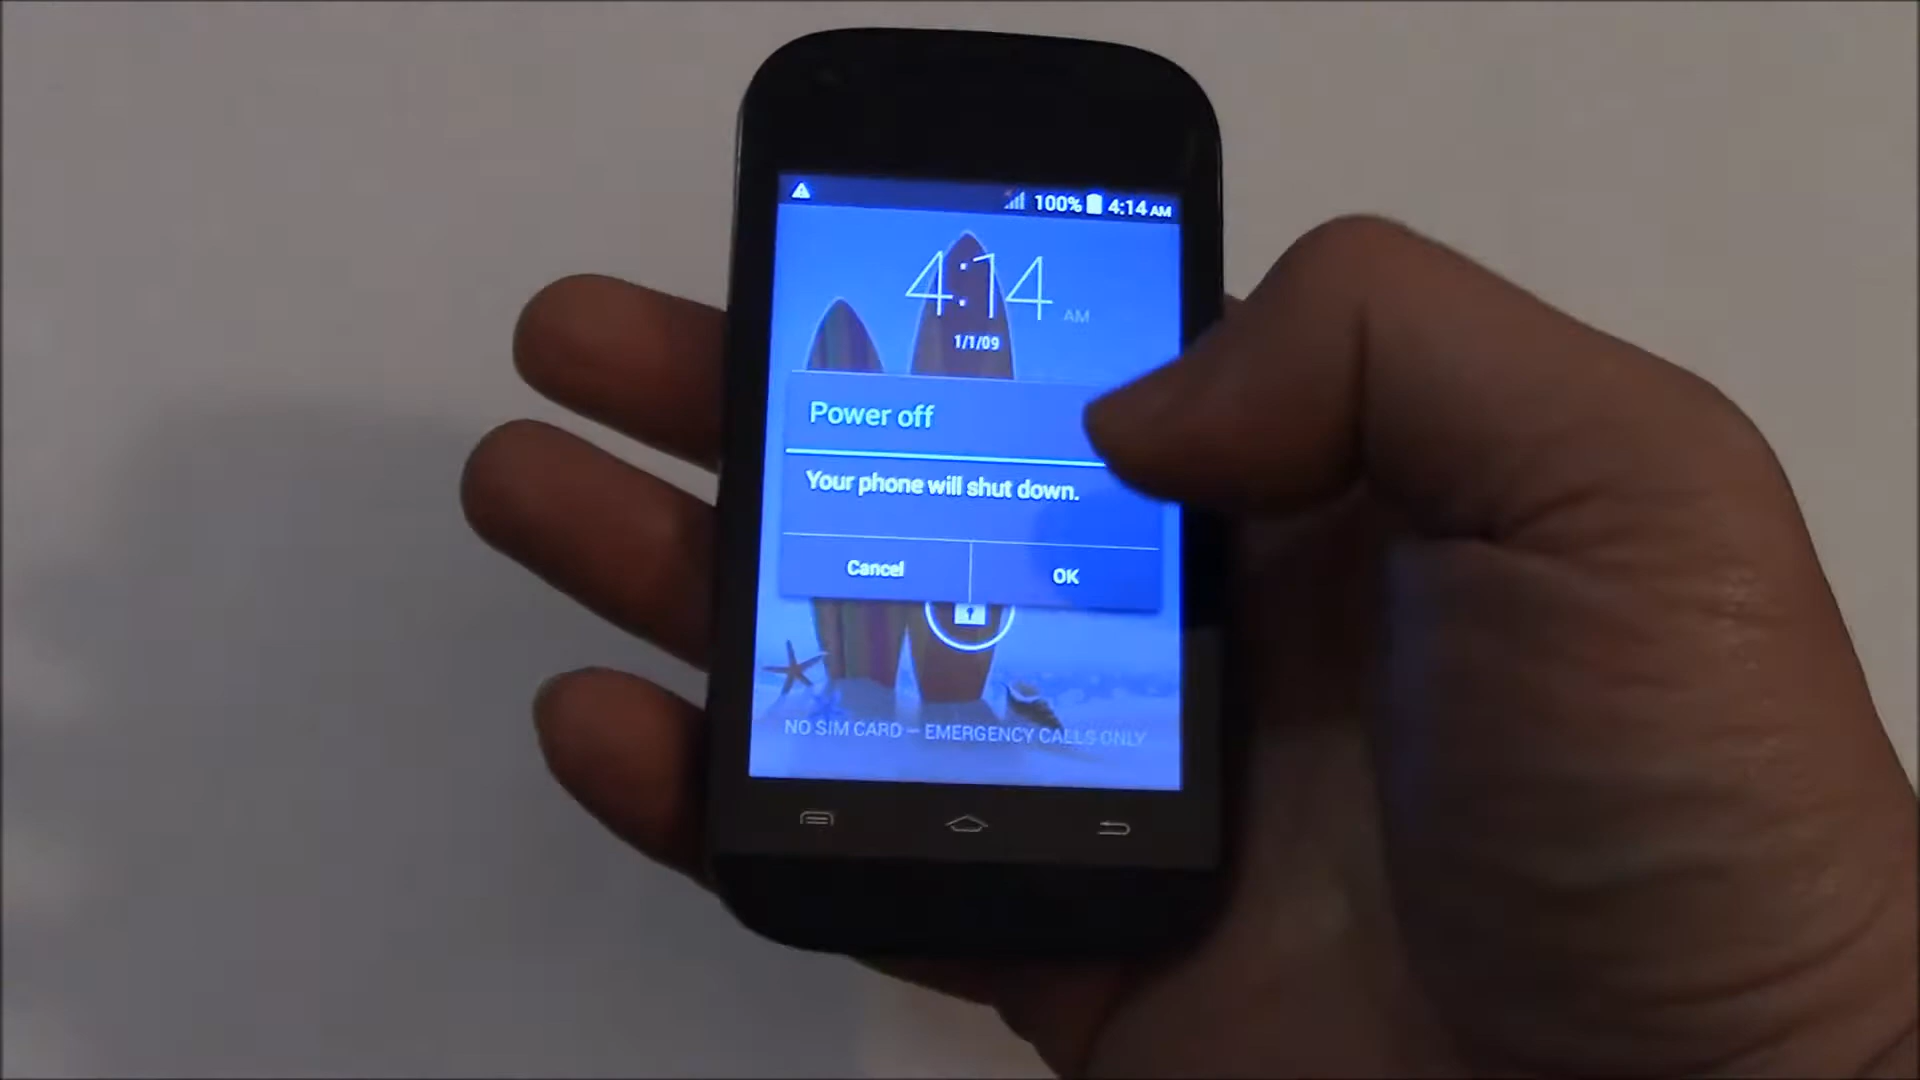 100% 4:14 AM
4:14 AM
1/1/09
Power off
Your phone will shut down.
Cancel OK
NO SIM CARD — EMERGENCY CALLS ONLY